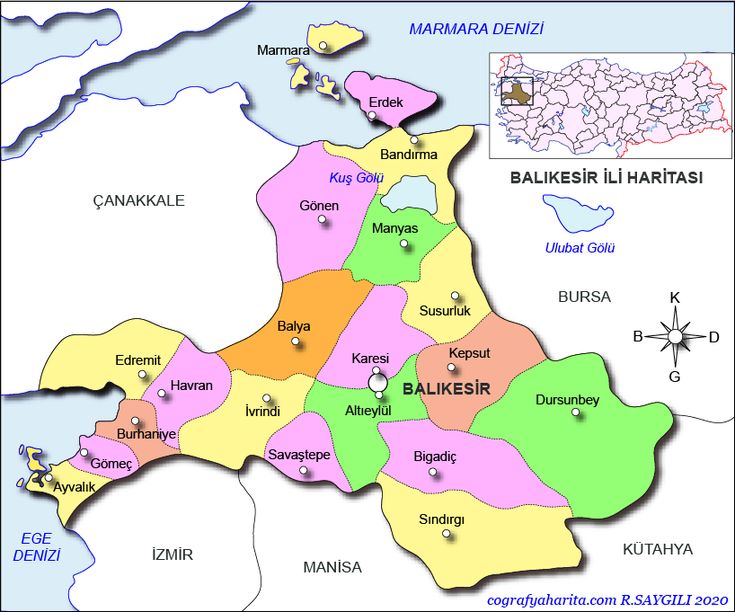 MARMARA DENİZİ
Marmara
Erdek
Bandırma
Kuş Gölü
BALIKESİR İLİ HARİTASI
ÇANAKKALE
Gönen
Manyas
Ulubat Gölü
Susurluk
BURSA
K
B
D
G
Balya
Karesi
Kepsut
Edremit
Havran
BALIKESİR
İvrindi
Altıeylül
Dursunbey
Burhaniye
Gömeç
Savaştepe
Bigadiç
Ayvalık
Sındırgı
EGE
DENİZİ
İZMİR
MANİSA
KÜTAHYA
cografyaharita.com R.SAYGILI 2020